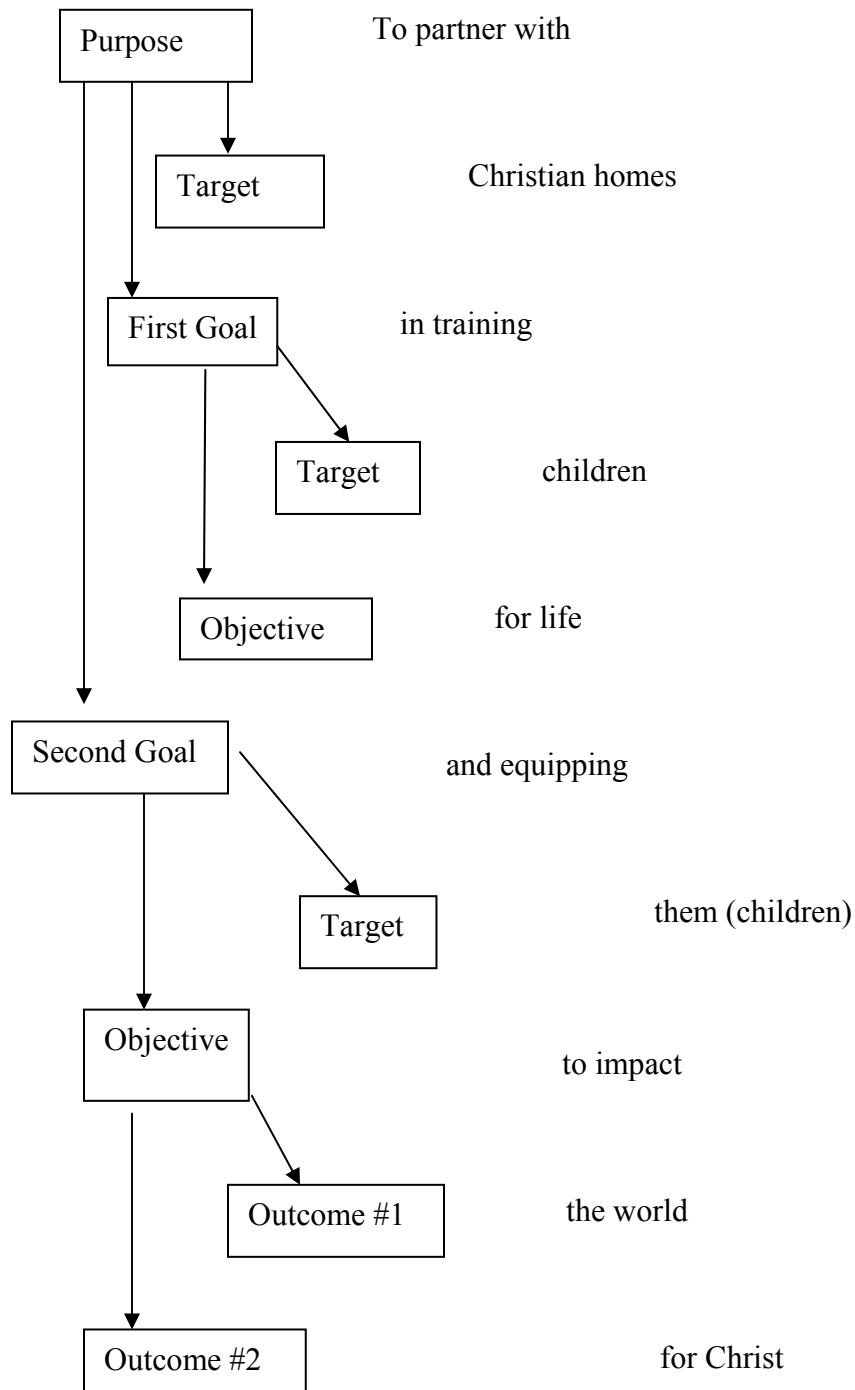 Purpose To partner with
Target Christian homes
First Goal in training
Target children
Objective for life
Second Goal and equipping
Target them (children)
Objective to impact
Outcome #1 the world
Outcome #2 for Christ